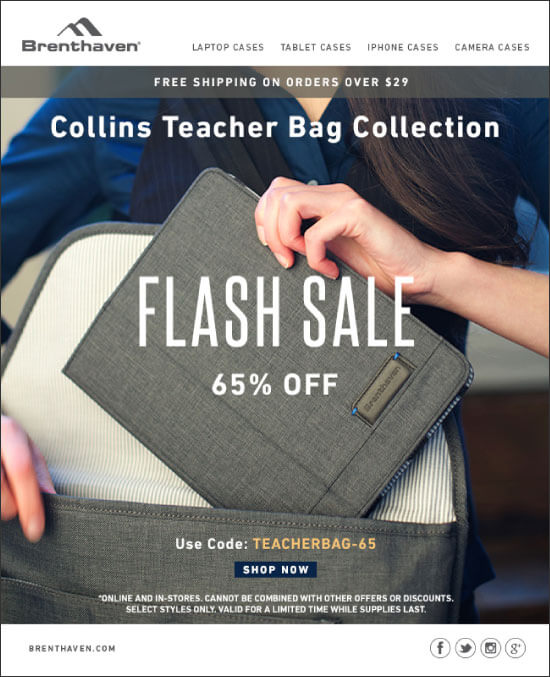 Brenthaven®
LAPTOP CASES TABLET CASES IPHONE CASES CAMERA CASES
FREE SHIPPING ON ORDERS OVER $29
Collins Teacher Bag Collection
FLASH SALE
65% OFF
Brenthaven
Use Code: TEACHERBAG-65
SHOP NOW
*ONLINE AND IN-STORES. CANNOT BE COMBINED WITH OTHER OFFERS OR DISCOUNTS.
SELECT STYLES ONLY. VALID FOR A LIMITED TIME WHILE SUPPLIES LAST.
BRENTHAVEN.COM
f
g+